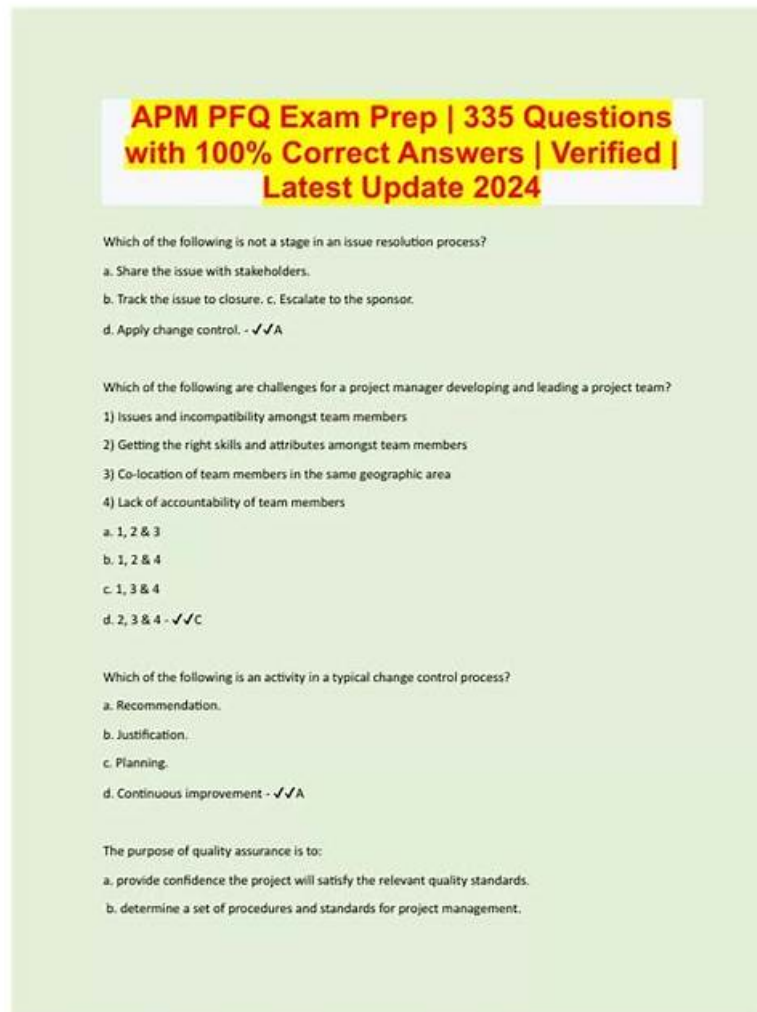 APM PFQ Exam Prep | 335 Questions
with 100% Correct Answers | Verified |
Latest Update 2024
Which of the following is not a stage in an issue resolution process?
a. Share the issue with stakeholders.
b. Track the issue to closure. c. Escalate to the sponsor.
d. Apply change control. - ✔✔A
Which of the following are challenges for a project manager developing and leading a project team?
1) Issues and incompatibility amongst team members
2) Getting the right skills and attributes amongst team members
3) Co-location of team members in the same geographic area
4) Lack of accountability of team members
a. 1, 2 & 3
b. 1, 2 & 4
c. 1, 3 & 4
d. 2, 3 & 4 - ✔✔C
Which of the following is an activity in a typical change control process?
a. Recommendation.
b. Justification.
c. Planning.
d. Continuous improvement - ✔✔A
The purpose of quality assurance is to:
a. provide confidence the project will satisfy the relevant quality standards.
b. determine a set of procedures and standards for project management.